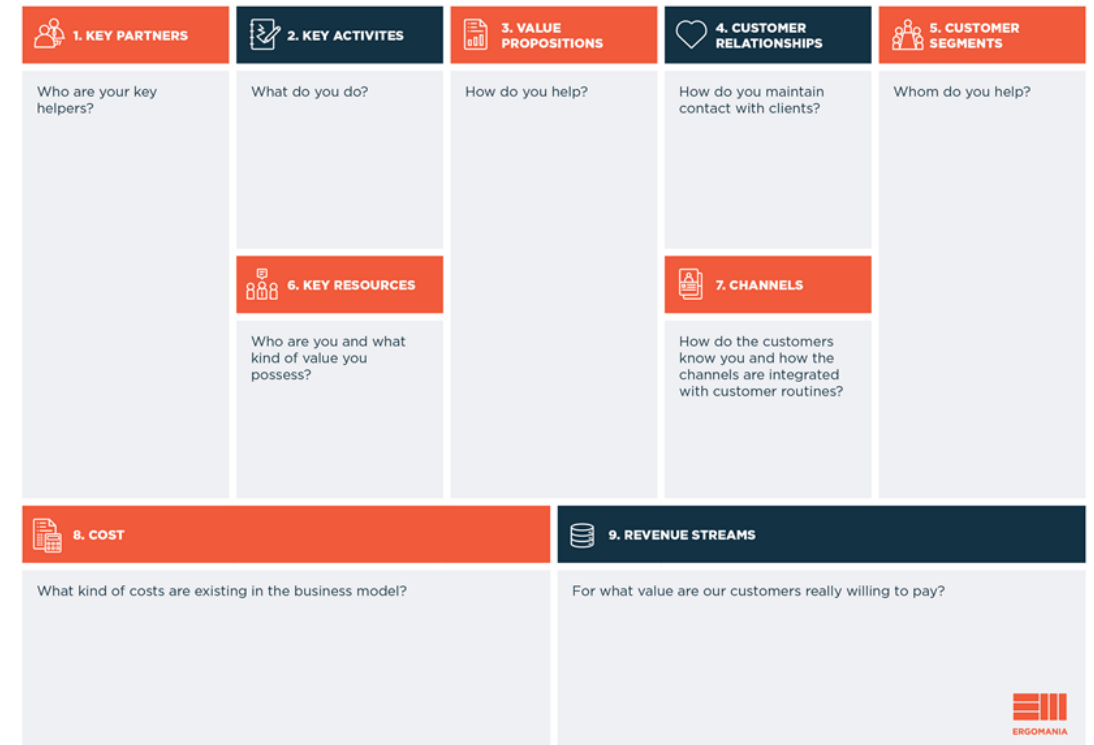 1. KEY PARTNERS
Who are your key
helpers?
2. KEY ACTIVITES
What do you do?
3. VALUE
PROPOSITIONS
How do you help?
4. CUSTOMER
RELATIONSHIPS
How do you maintain
contact with clients?
5. CUSTOMER
SEGMENTS
Whom do you help?
6. KEY RESOURCES
Who are you and what
kind of value you
possess?
7. CHANNELS
How do the customers
know you and how the
channels are integrated
with customer routines?
8. COST
What kind of costs are existing in the business model?
9. REVENUE STREAMS
For what value are our customers really willing to pay?
ERGOMANIA